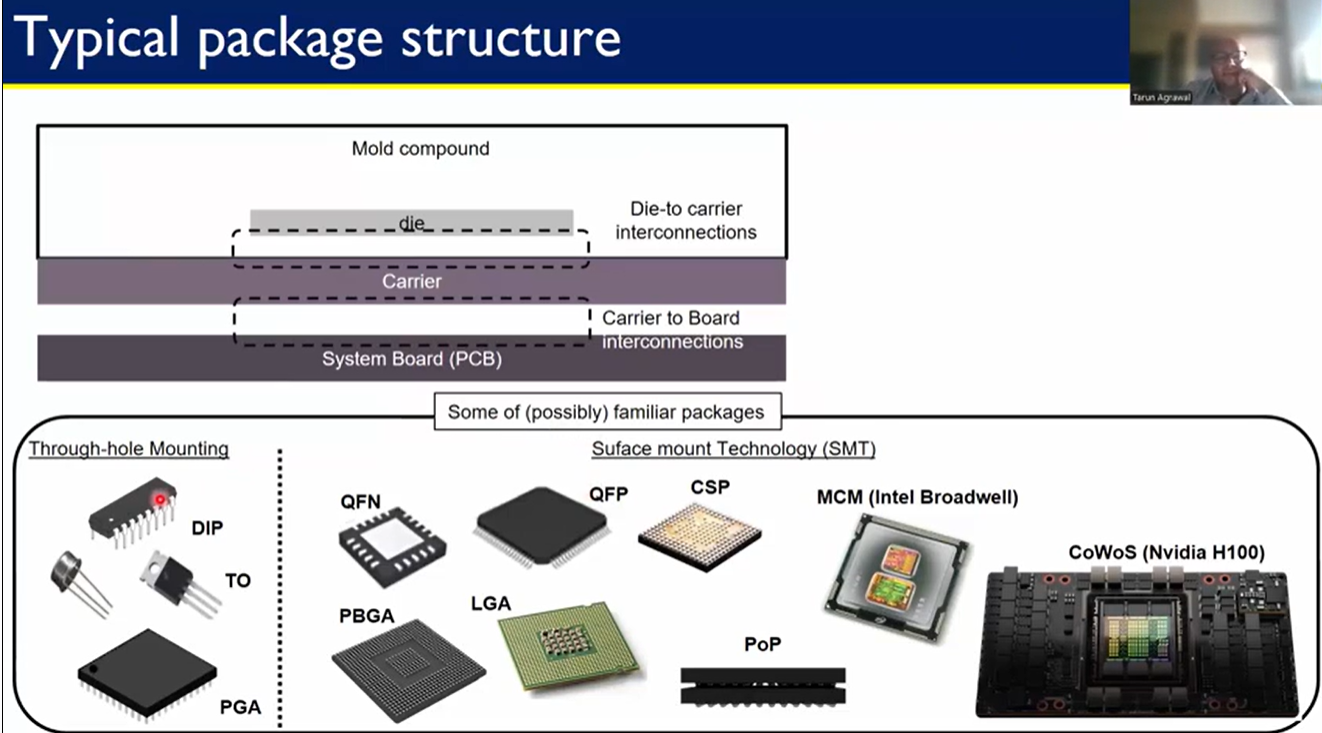 Typical package structure
Tarun Agrawal
Mold compound
die
Die-to carrier
interconnections
Carrier
Carrier to Board
interconnections
System Board (PCB)
Some of (possibly) familiar packages
Through-hole Mounting
DIP
TO
PGA
Suface mount Technology (SMT)
QFN
QFP
CSP
MCM (Intel Broadwell)
CoWoS (Nvidia H100)
PBGA
LGA
PoP